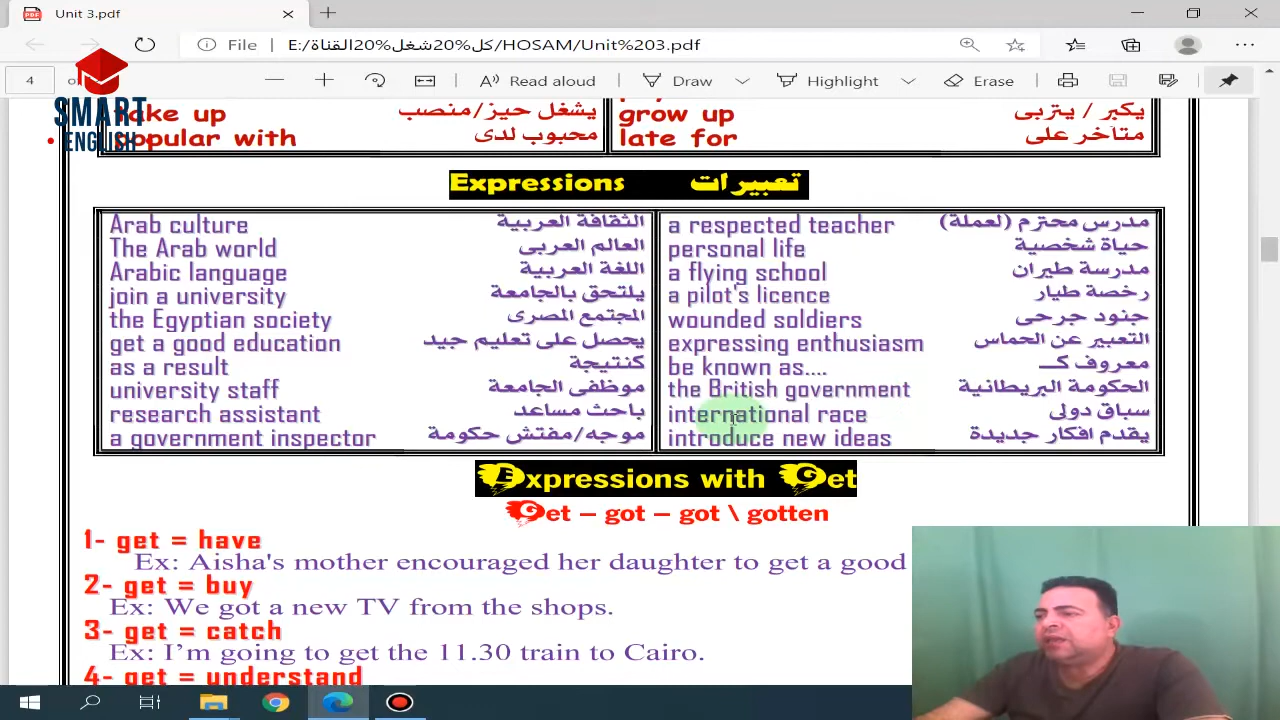 Unit 3.pdf
File
E:/كل%20شغل%20القناة/HOSAM/Unit%203.pdf
4
Read aloud
Draw
Highlight
Erase
SMART
ENGLISH
take up يشغل حيز/منصب
grow up يكبر / يتربى
popular with محبوب لدى
late for متأخر على
Expressions تعبيرات
Arab culture الثقافة العربية
a respected teacher مدرس محترم (لعملة)
The Arab world العالم العربى
personal life حياة شخصية
Arabic language اللغة العربية
a flying school مدرسة طيران
join a university يلتحق بالجامعة
a pilot's licence رخصة طيار
the Egyptian society المجتمع المصرى
wounded soldiers جنود جرحى
get a good education يحصل على تعليم جيد
expressing enthusiasm التعبير عن الحماس
as a result كنتيجة
be known as.... معروف كـ
university staff موظفى الجامعة
the British government الحكومة البريطانية
research assistant باحث مساعد
international race سباق دولى
a government inspector موجه/مفتش حكومة
introduce new ideas يقدم افكار جديدة
Expressions with Get
Get – got – got \ gotten
1- get = have
Ex: Aisha's mother encouraged her daughter to get a good
2- get = buy
Ex: We got a new TV from the shops.
3- get = catch
Ex: I'm going to get the 11.30 train to Cairo.
4- get = understand